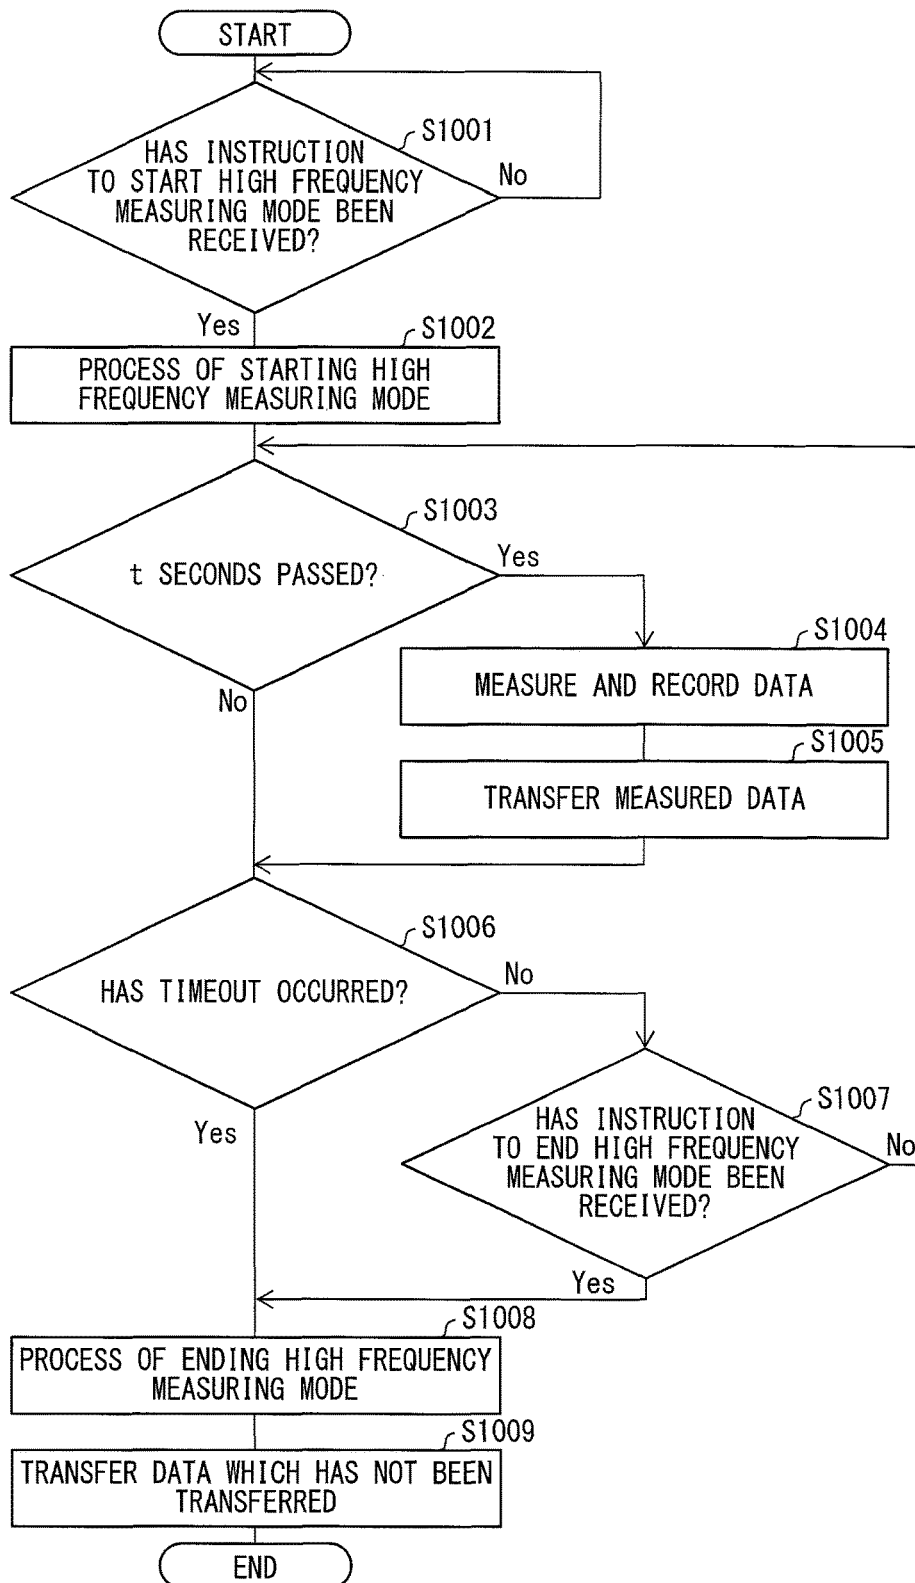 START
S1001
HAS INSTRUCTION
TO START HIGH FREQUENCY
MEASURING MODE BEEN
RECEIVED?
No
Yes
S1002
PROCESS OF STARTING HIGH
FREQUENCY MEASURING MODE
S1003
t SECONDS PASSED?
Yes
No
S1004
MEASURE AND RECORD DATA
S1005
TRANSFER MEASURED DATA
S1006
HAS TIMEOUT OCCURRED?
No
Yes
S1007
HAS INSTRUCTION
TO END HIGH FREQUENCY
MEASURING MODE BEEN
RECEIVED?
No
Yes
S1008
PROCESS OF ENDING HIGH FREQUENCY
MEASURING MODE
S1009
TRANSFER DATA WHICH HAS NOT BEEN
TRANSFERRED
END